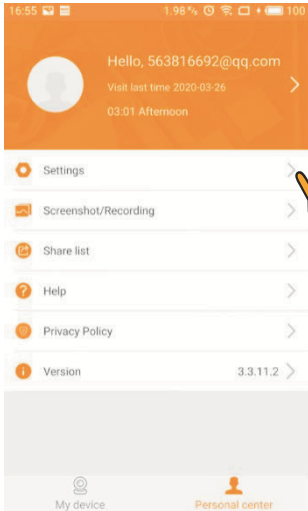 16:55 1.98 % 100
Hello, 563816692@qq.com
Visit last time 2020-03-26
03:01 Afternoon
Settings
Screenshot/Recording
Share list
Help
Privacy Policy
Version 3.3.11.2
My device Personal center